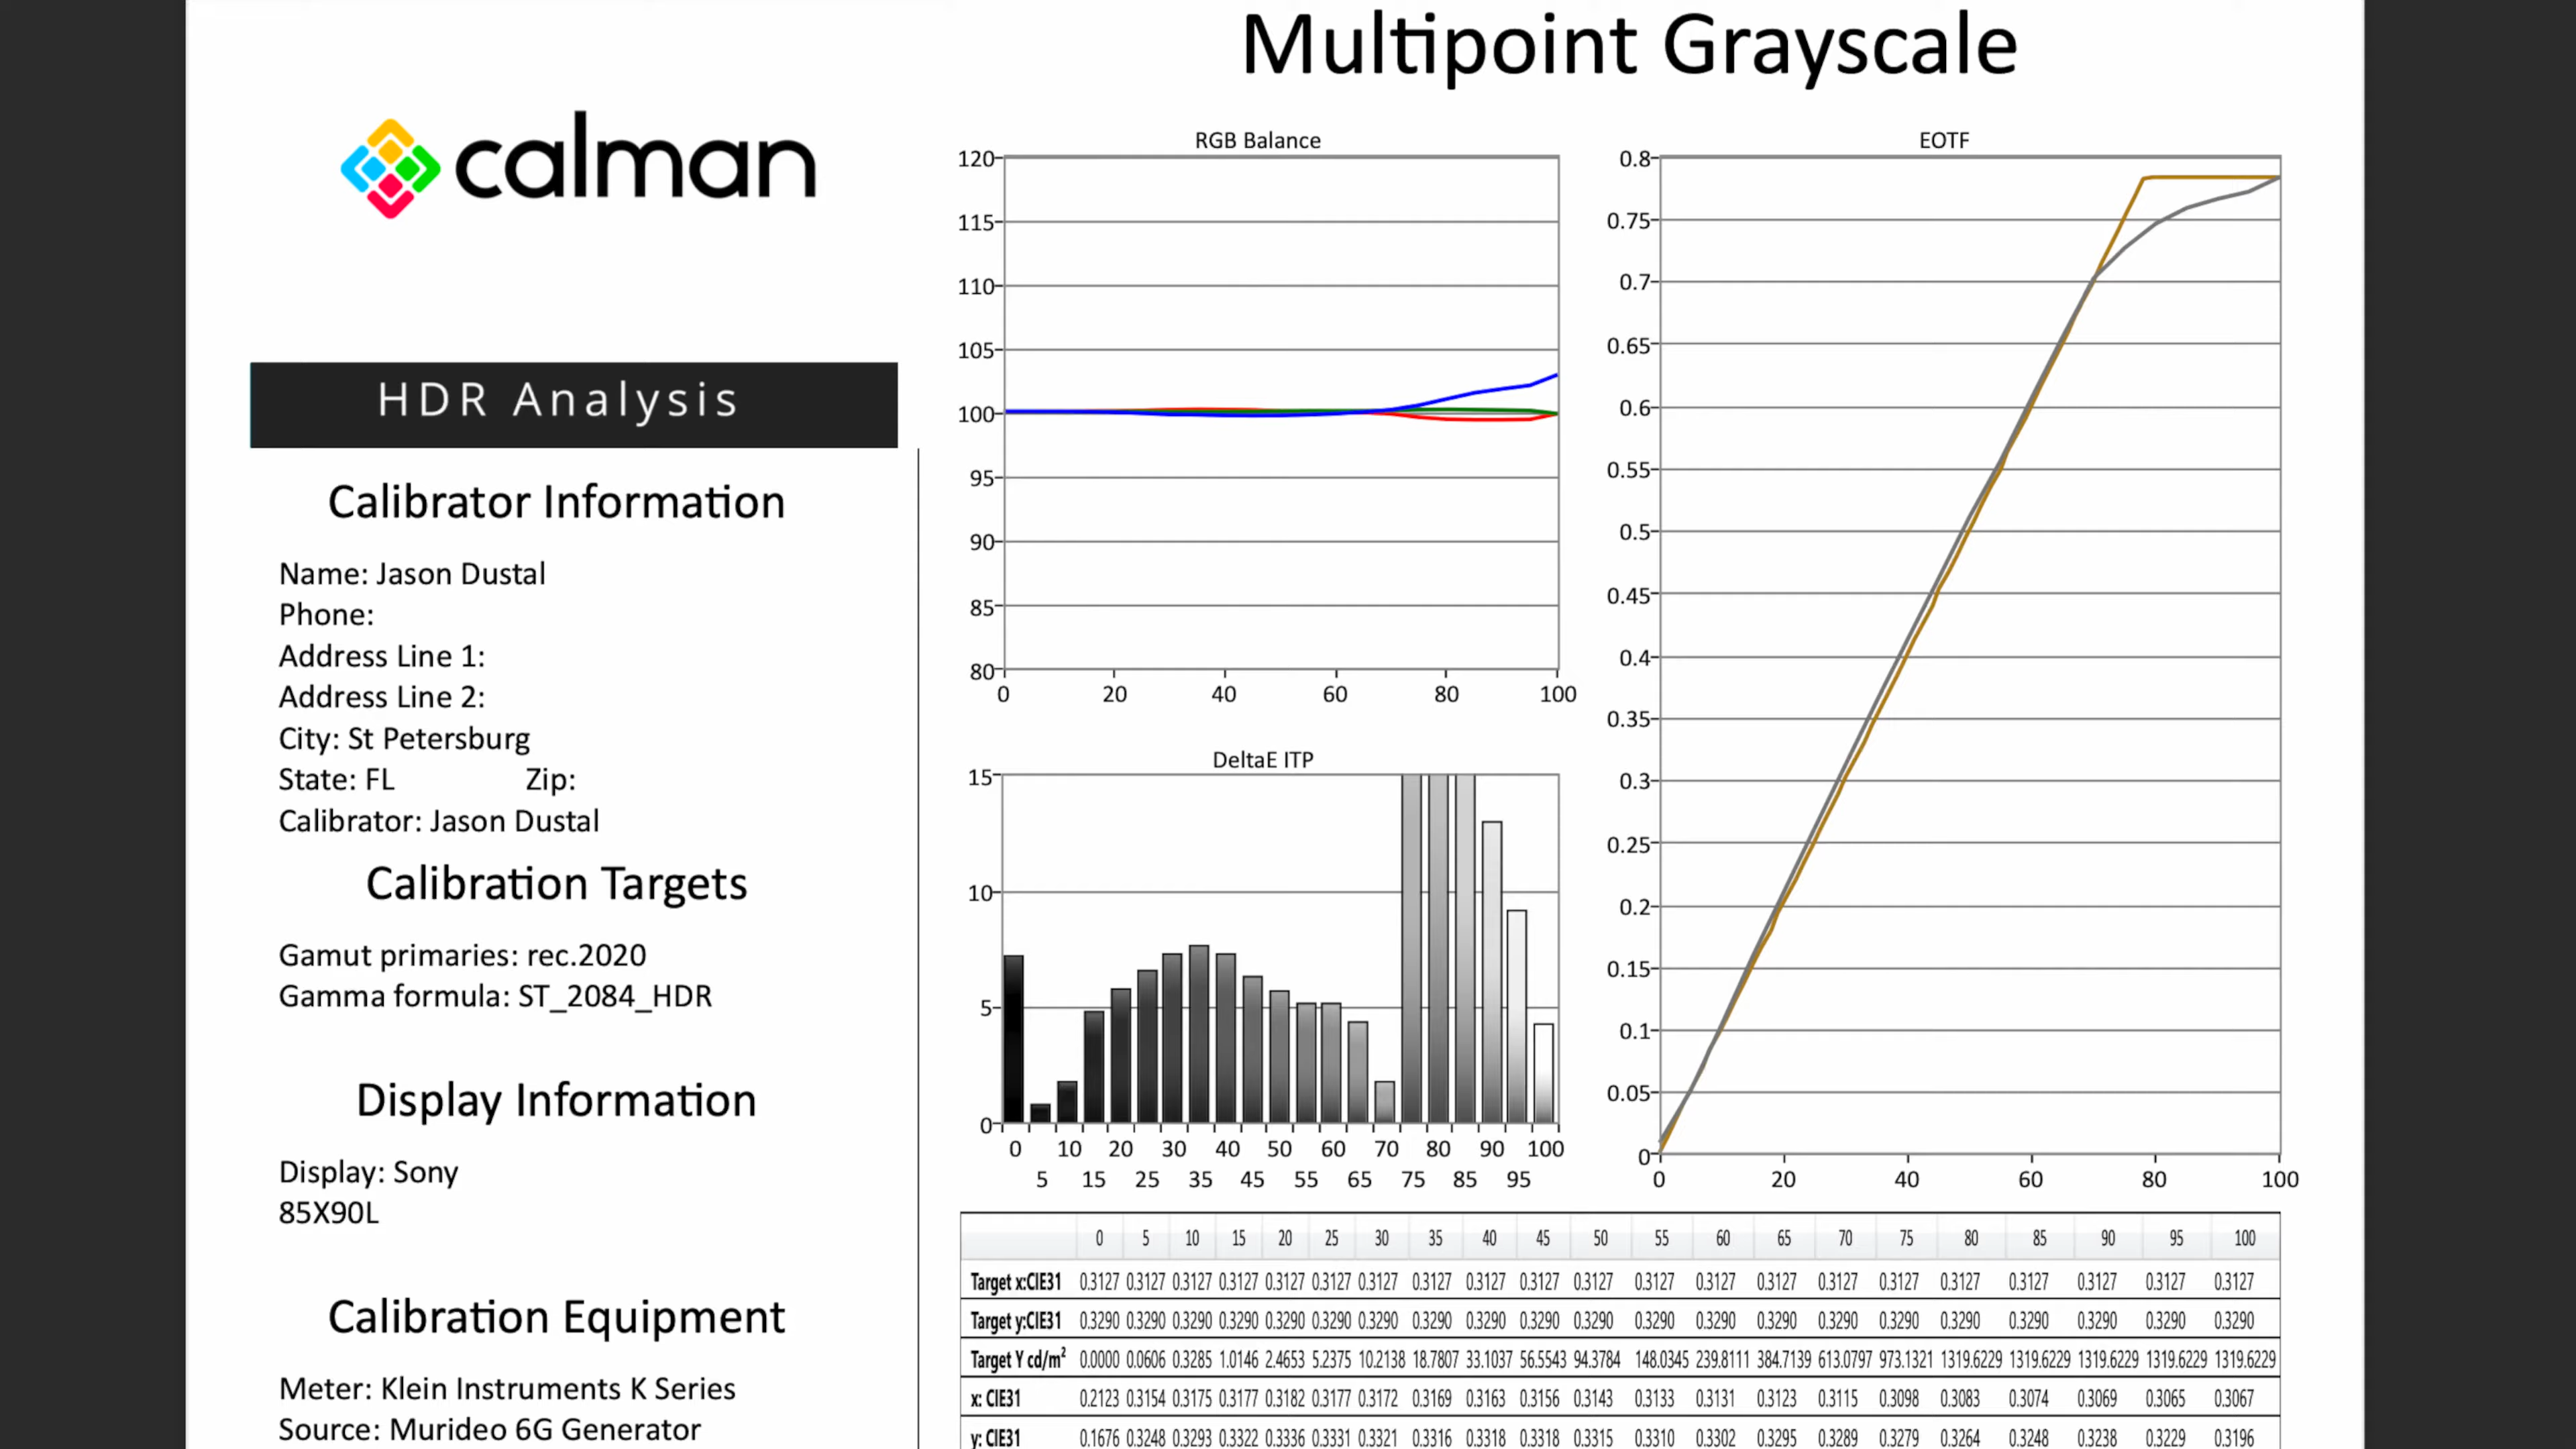 Multipoint Grayscale
calman
HDR Analysis
Calibrator Information
Name: Jason Dustal
Phone:
Address Line 1:
Address Line 2:
City: St Petersburg
State: FL Zip:
Calibrator: Jason Dustal
Calibration Targets
Gamut primaries: rec.2020
Gamma formula: ST_2084_HDR
Display Information
Display: Sony
85X90L
Calibration Equipment
Meter: Klein Instruments K Series
Source: Murideo 6G Generator
RGB Balance
120
115
110
105
100
95
90
85
80
0 20 40 60 80 100
DeltaE ITP
15
10
5
0
0 10 20 30 40 50 60 70 80 90 100
5 15 25 35 45 55 65 75 85 95
EOTF
0.8
0.75
0.7
0.65
0.6
0.55
0.5
0.45
0.4
0.35
0.3
0.25
0.2
0.15
0.1
0.05
0
0 20 40 60 80 100
0 5 10 15 20 25 30 35 40 45 50 55 60 65 70 75 80 85 90 95 100
Target x:CIE31 0.3127 0.3127 0.3127 0.3127 0.3127 0.3127 0.3127 0.3127 0.3127 0.3127 0.3127 0.3127 0.3127 0.3127 0.3127 0.3127 0.3127 0.3127 0.3127 0.3127 0.3127
Target y:CIE31 0.3290 0.3290 0.3290 0.3290 0.3290 0.3290 0.3290 0.3290 0.3290 0.3290 0.3290 0.3290 0.3290 0.3290 0.3290 0.3290 0.3290 0.3290 0.3290 0.3290 0.3290
Target Y cd/m² 0.0000 0.0606 0.3285 1.0146 2.4653 5.2375 10.2138 18.7807 33.1037 56.5543 94.3784 148.0345 239.8111 384.7139 613.0797 973.1321 1319.6229 1319.6229 1319.6229 1319.6229 1319.6229
x: CIE31 0.2123 0.3154 0.3175 0.3177 0.3182 0.3177 0.3172 0.3169 0.3163 0.3156 0.3143 0.3133 0.3131 0.3123 0.3115 0.3098 0.3083 0.3074 0.3069 0.3065 0.3067
y: CIE31 0.1676 0.3248 0.3293 0.3322 0.3336 0.3331 0.3321 0.3316 0.3318 0.3318 0.3315 0.3310 0.3302 0.3295 0.3289 0.3279 0.3264 0.3248 0.3238 0.3229 0.3196